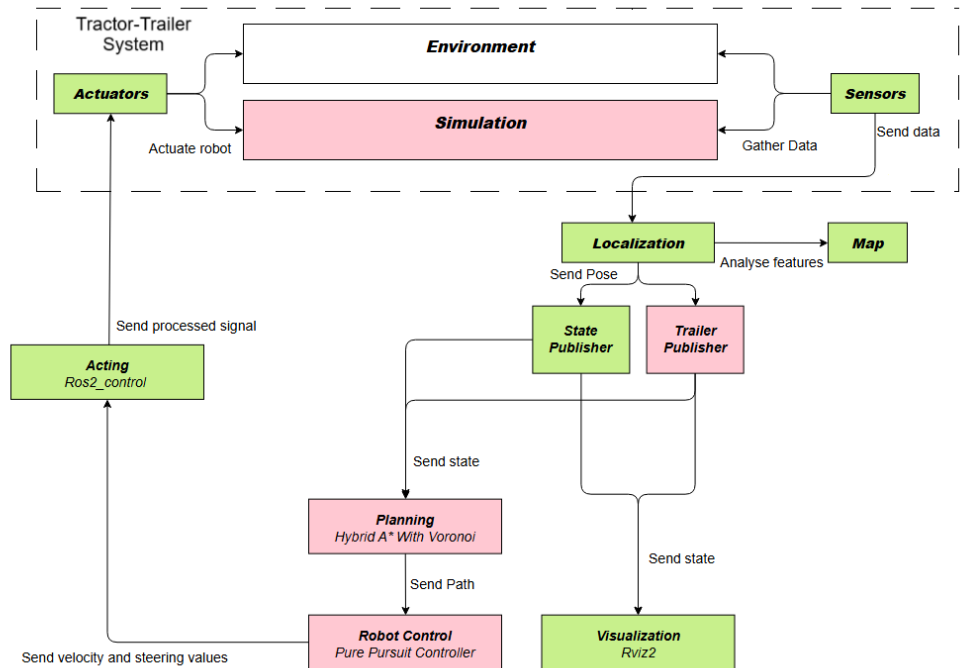 Tractor-Trailer
System
Environment
Actuators
Sensors
Simulation
Actuate robot
Gather Data
Send data
Localization
Map
Analyse features
Send Pose
State
Publisher
Trailer
Publisher
Send processed signal
Acting
Ros2_control
Send state
Planning
Hybrid A* With Voronoi
Send state
Send Path
Robot Control
Pure Pursuit Controller
Visualization
Rviz2
Send velocity and steering values